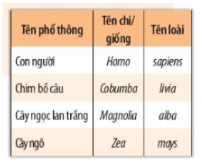 Tên phổ thông Tên chi/ giống Tên loài
Con người Homo sapiens
Chim bồ câu Cobumba livia
Cây ngọc lan trắng Magnolia alba
Cây ngô Zea mays